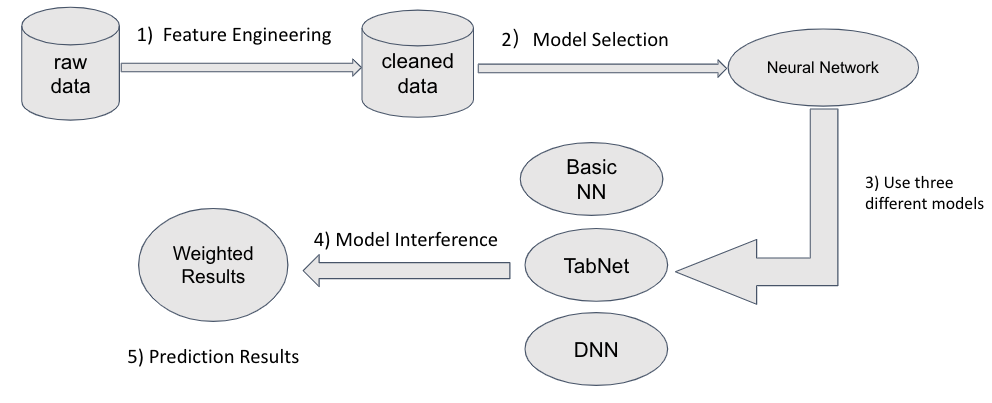 1) Feature Engineering
raw
data
cleaned
data
2) Model Selection
Neural Network
3) Use three
different models
Basic
NN
TabNet
DNN
4) Model Interference
Weighted
Results
5) Prediction Results